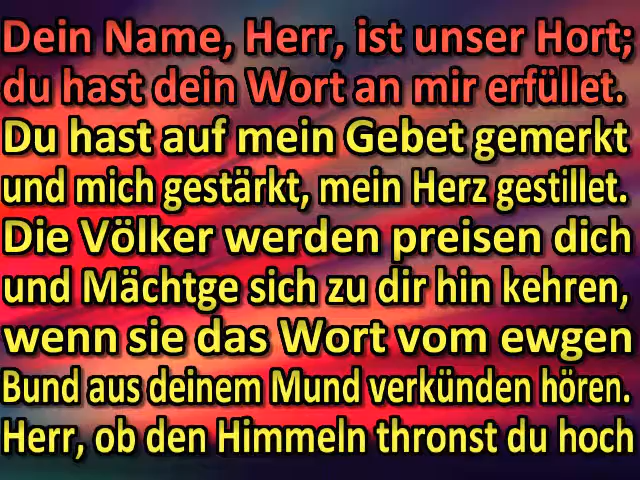 Dein Name, Herr, ist unser Hort;
du hast dein Wort an mir erfüllet.
Du hast auf mein Gebet gemerkt
und mich gestärkt, mein Herz gestillet.
Die Völker werden preisen dich
und Mächtge sich zu dir hin kehren,
wenn sie das Wort vom ewgen
Bund aus deinem Mund verkünden hören.
Herr, ob den Himmeln thronst du hoch